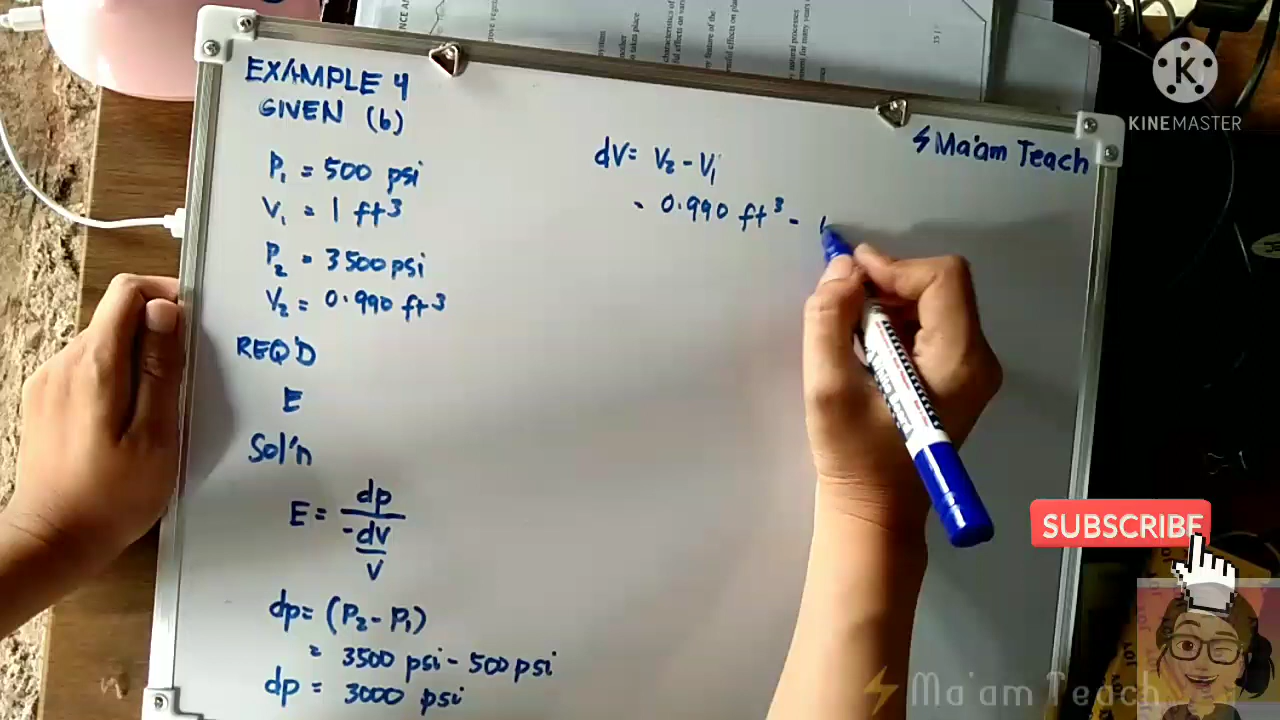 EXAMPLE 4
GIVEN (b)
P₁ = 500 psi
V₁ = 1 ft³
P₂ = 3500 psi
V₂ = 0.990 ft³
REQ'D
E
Sol'n
E = dp
-dV
V
dp = (P₂ - P₁)
= 3500 psi - 500 psi
dp = 3000 psi
dV = V₂ - V₁
= 0.990 ft³ -
Ma'am Teach
KINEMASTER
SUBSCRIBE
Ma'am Teach